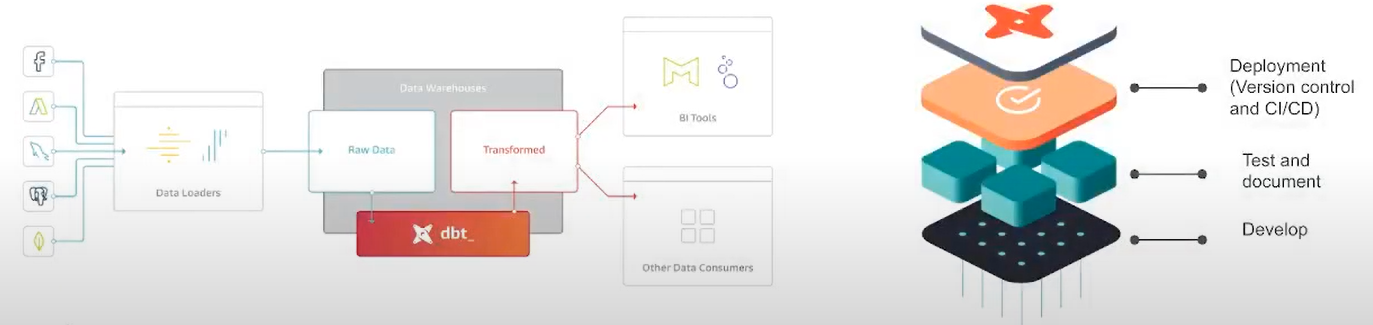 Data Loaders
Data Warehouses
Raw Data
Transformed
dbt_
BI Tools
Other Data Consumers
Deployment
(Version control
and CI/CD)
Test and
document
Develop